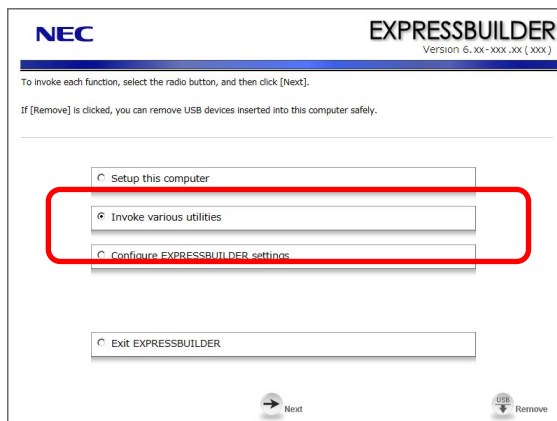 NEC
EXPRESSBUILDER
Version 6.xx-xxx.xx (xxx)
To invoke each function, select the radio button, and then click [Next].
If [Remove] is clicked, you can remove USB devices inserted into this computer safely.
Setup this computer
Invoke various utilities
Configure EXPRESSBUILDER settings
Exit EXPRESSBUILDER
Next
USB
Remove